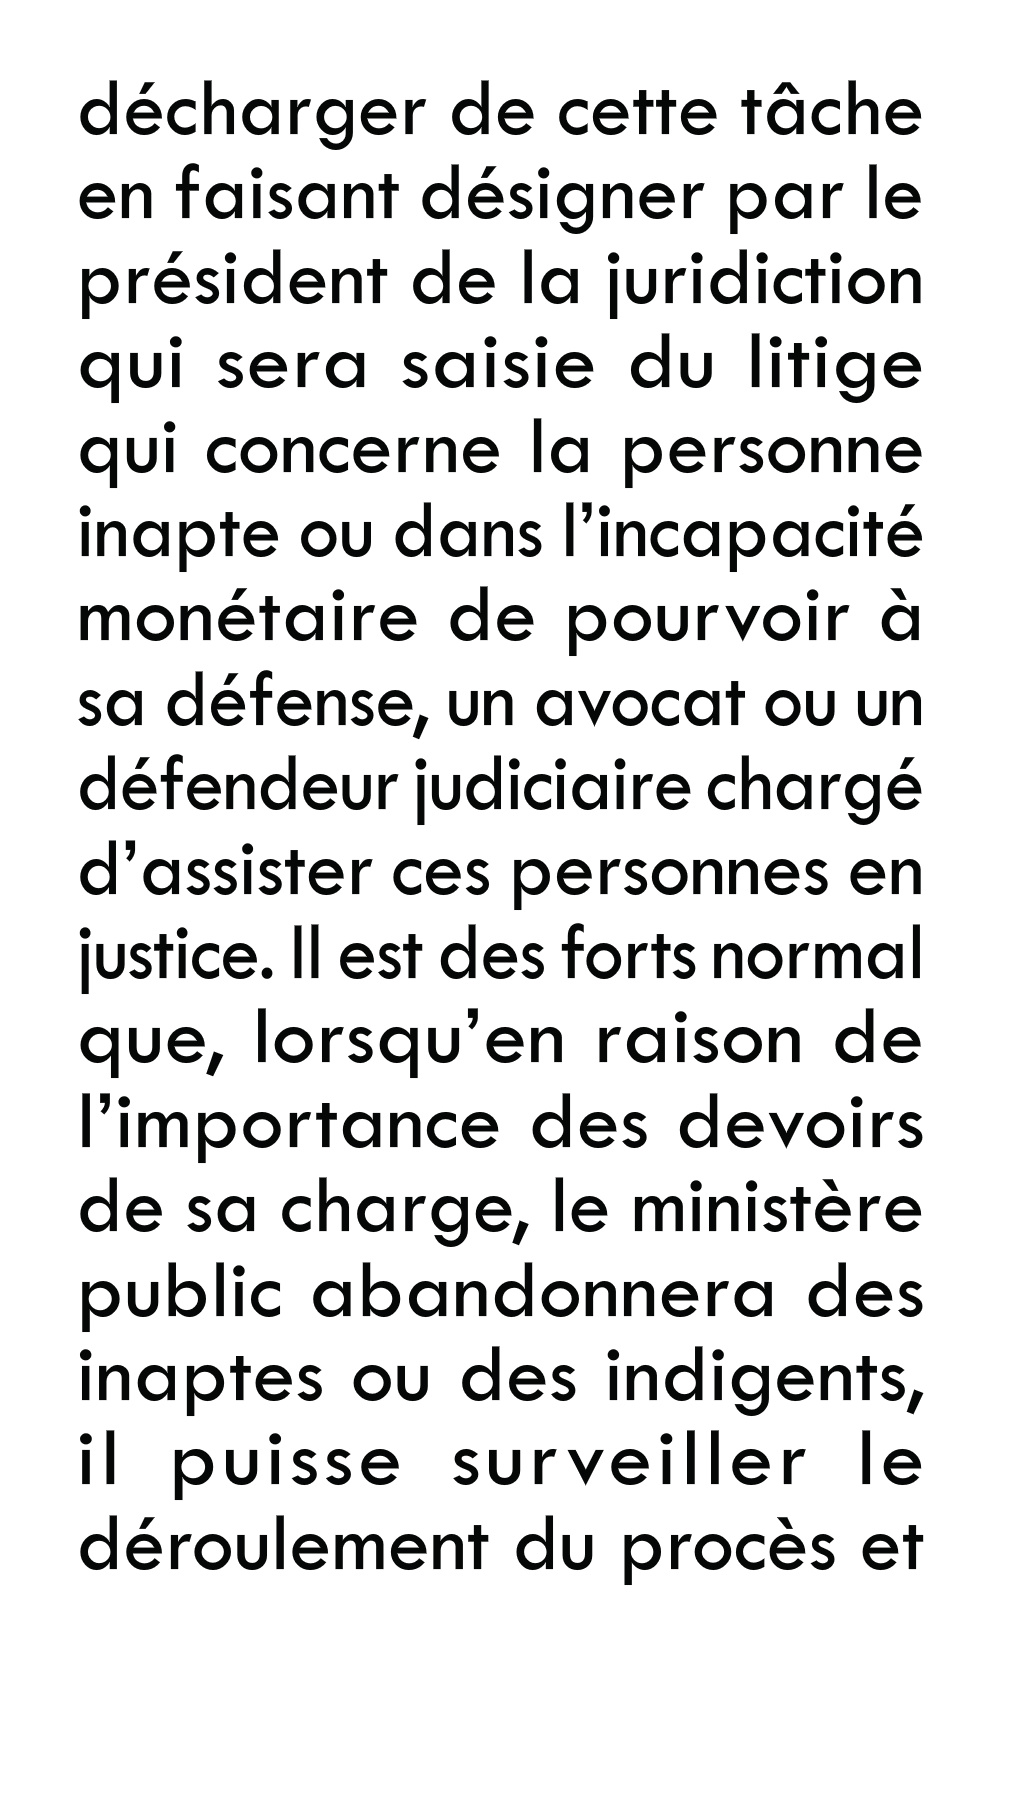 décharger de cette tâche
en faisant désigner par le
président de la juridiction
qui sera saisie du litige
qui concerne la personne
inapte ou dans l’incapacité
monétaire de pourvoir à
sa défense, un avocat ou un
défendeur judiciaire chargé
d’assister ces personnes en
justice. Il est des forts normal
que, lorsqu’en raison de
l’importance des devoirs
de sa charge, le ministère
public abandonnera des
inaptes ou des indigents,
il puisse surveiller le
déroulement du procès et